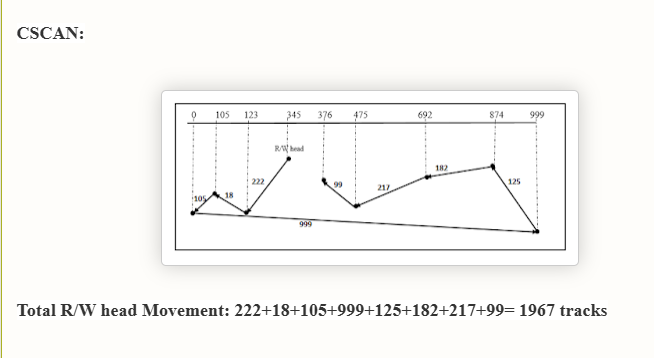 CSCAN:
0 105 123 345 376 475 692 874 999
R/W head
182
222 99 217 125
105 18
999
Total R/W head Movement: 222+18+105+999+125+182+217+99= 1967 tracks